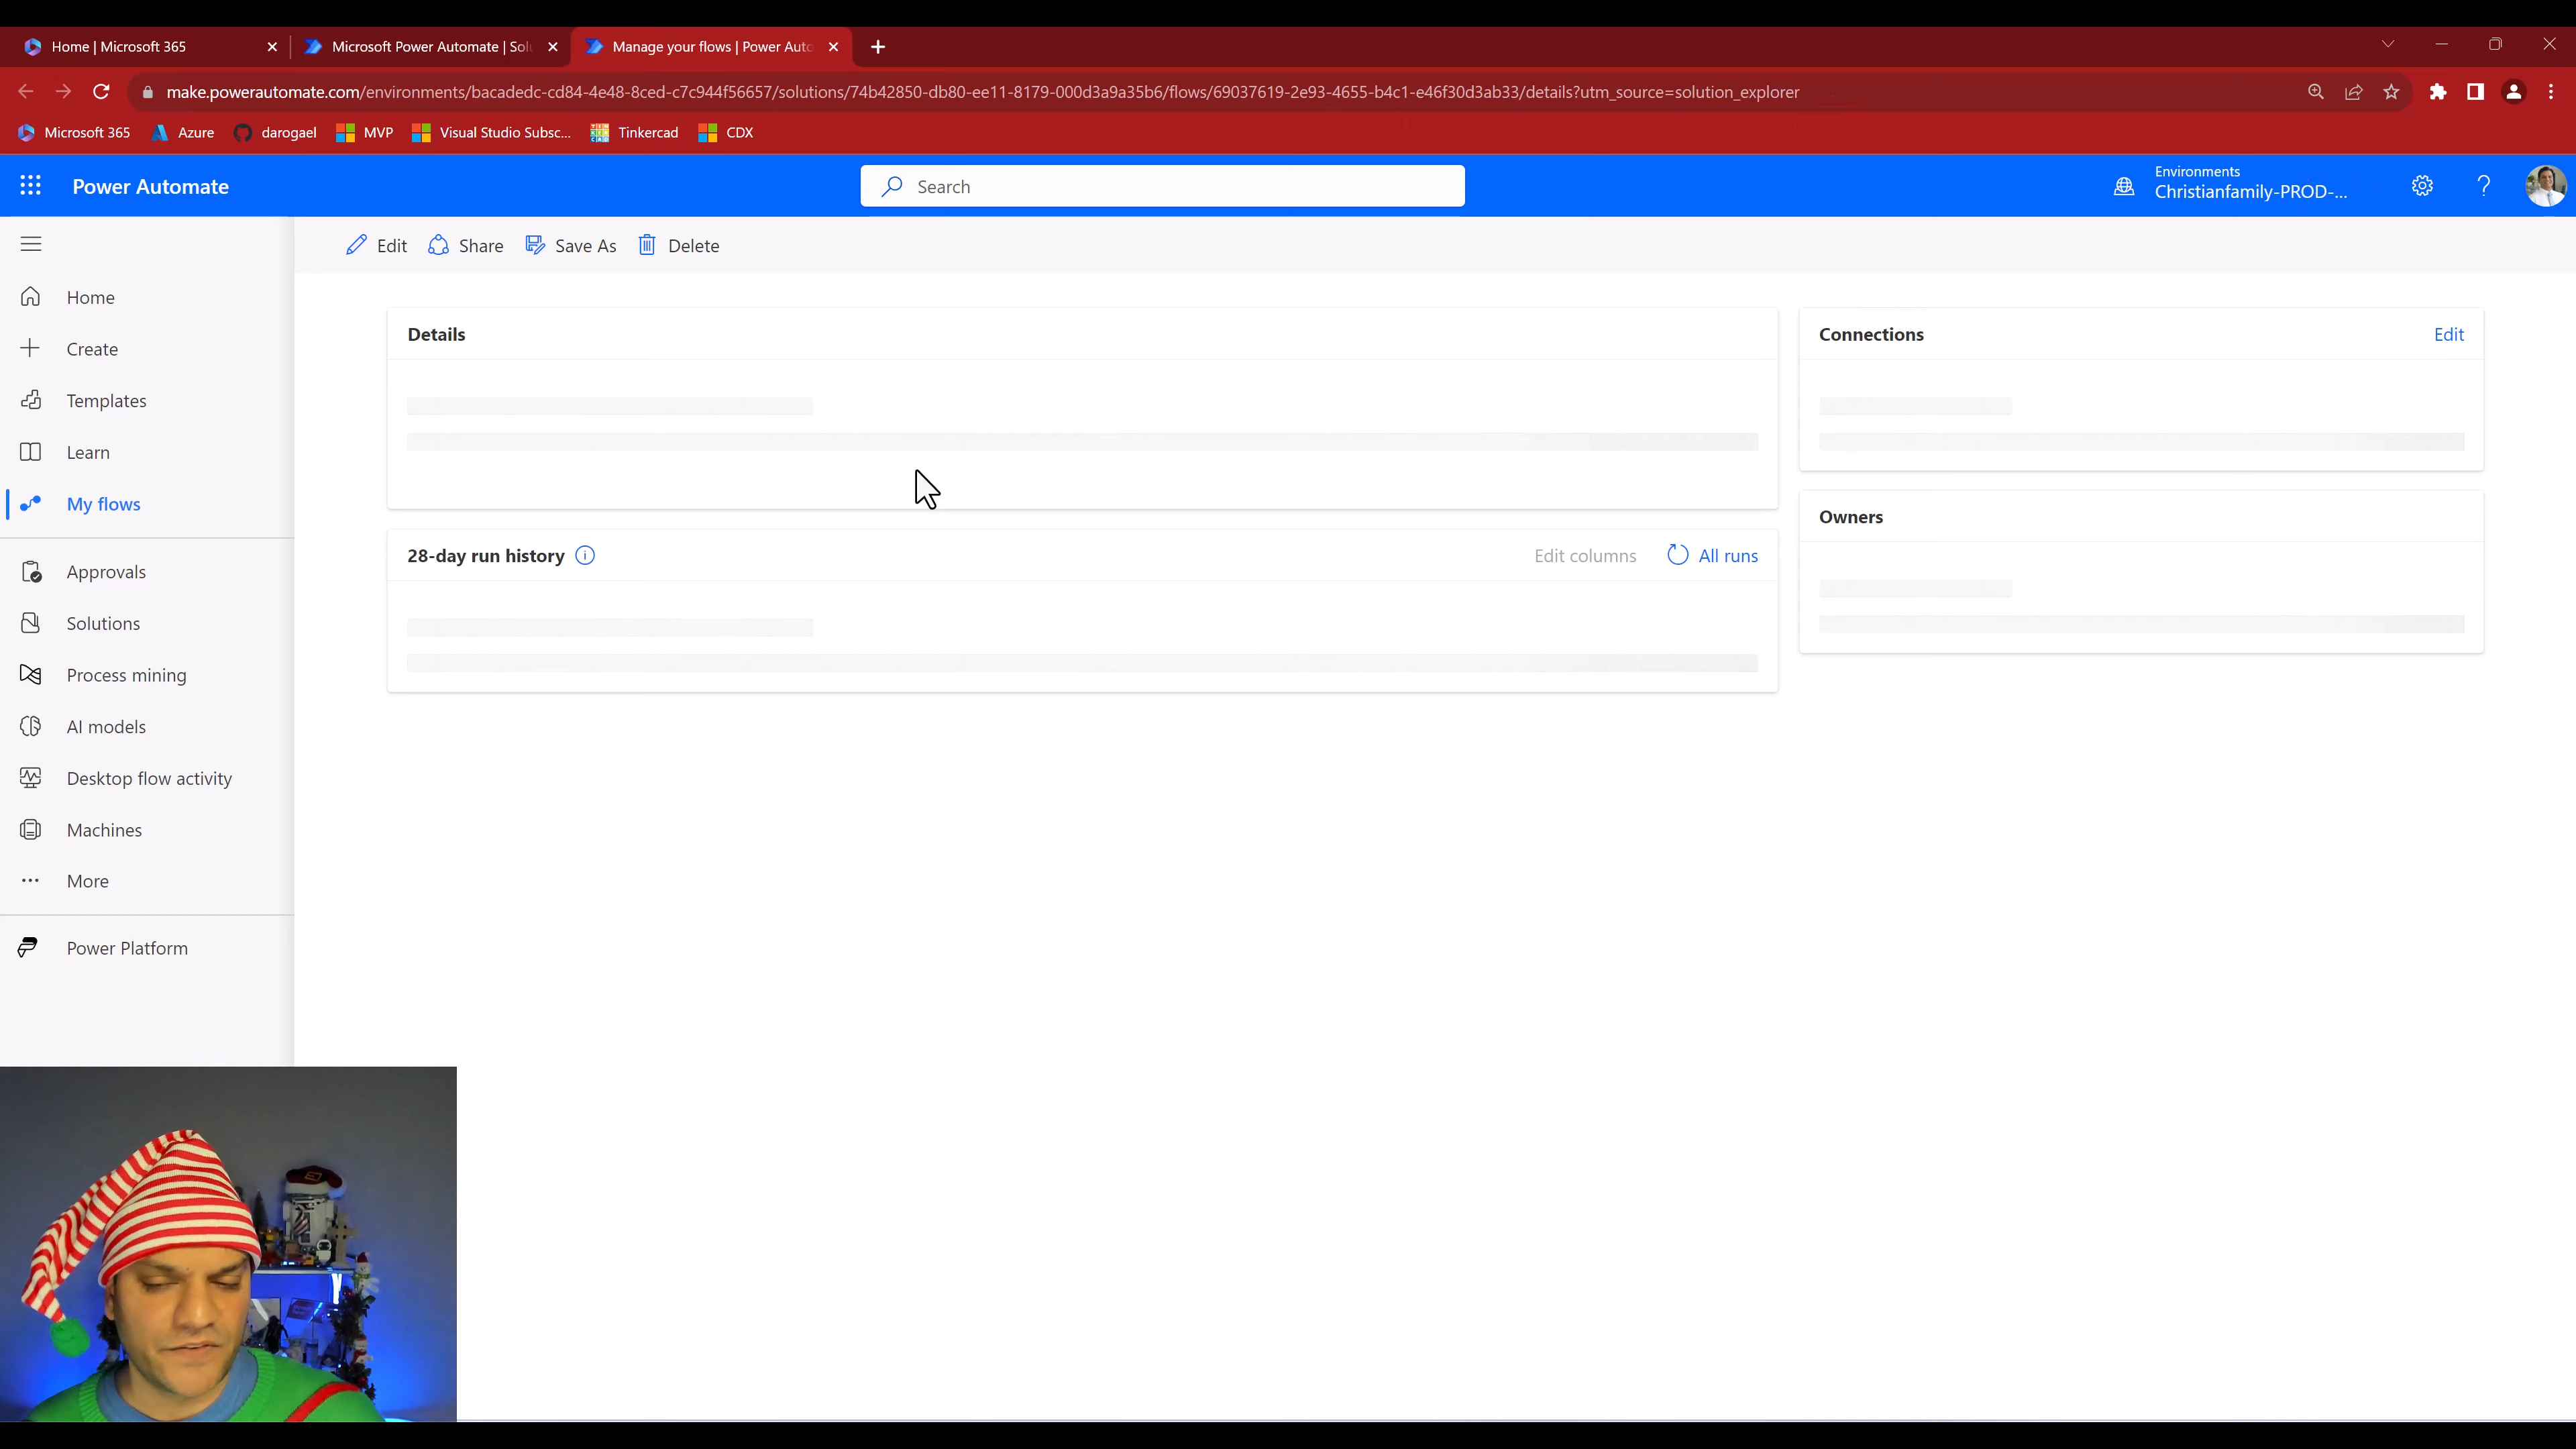 Home | Microsoft 365
Microsoft Power Automate | Solu
Manage your flows | Power Auto
make.powerautomate.com/environments/bacadedc-cd84-4e48-8ced-c7c944f56657/solutions/74b42850-db80-ee11-8179-000d3a9a35b6/flows/69037619-2e93-4655-b4c1-e46f30d3ab33/details?utm_source=solution_explorer
Microsoft 365
Azure
darogael
MVP
Visual Studio Subsc...
Tinkercad
CDX
Power Automate
Search
Environments
Christianfamily-PROD-...
Edit
Share
Save As
Delete
Home
Create
Templates
Learn
My flows
Approvals
Solutions
Process mining
AI models
Desktop flow activity
Machines
More
Power Platform
Details
28-day run history
Edit columns
All runs
Connections
Edit
Owners